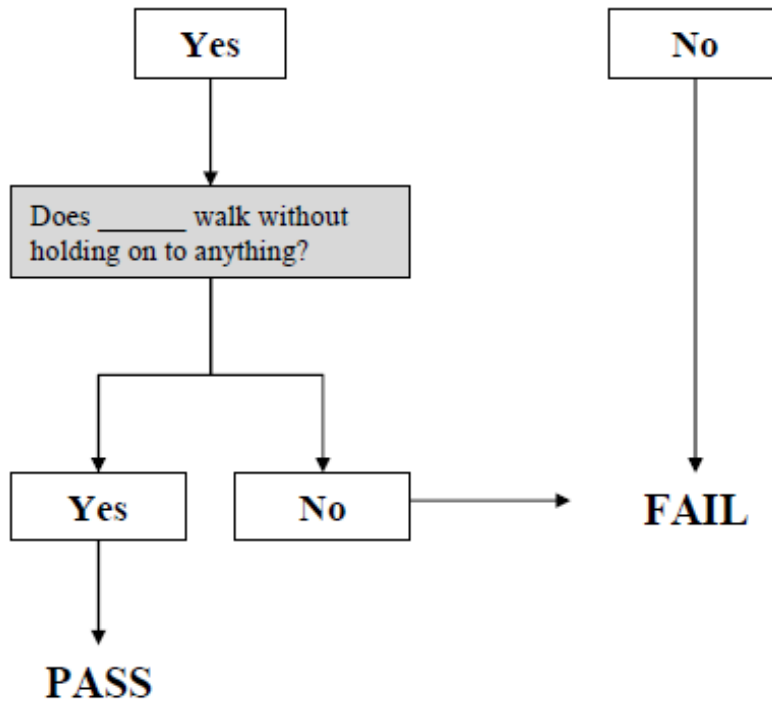 Yes
No
Does ______ walk without
holding on to anything?
Yes
No
FAIL
PASS